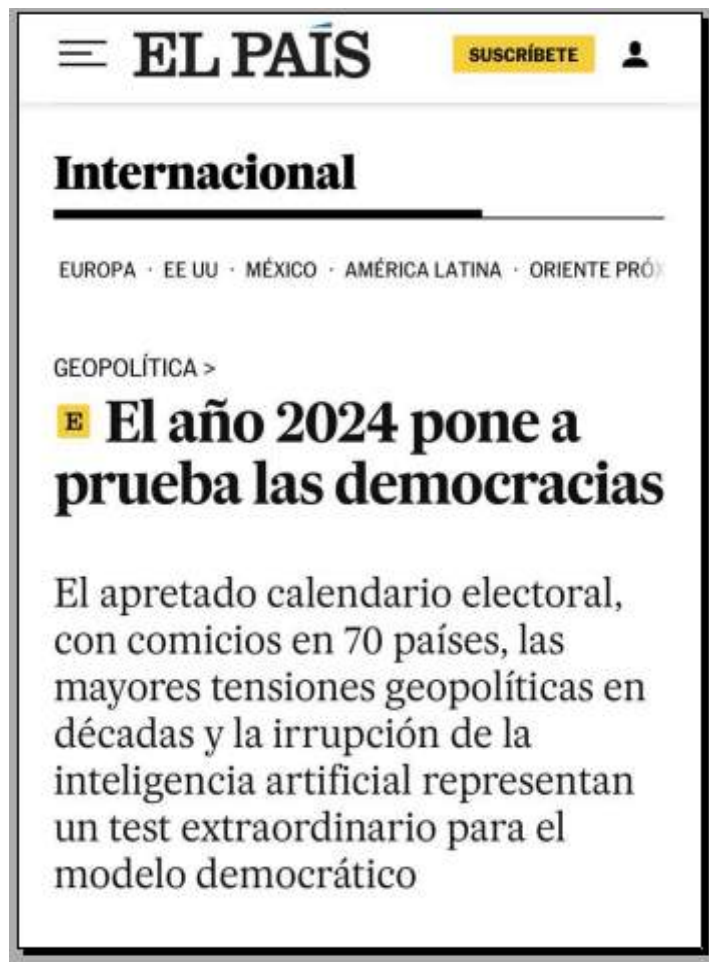 EL PAÍS SUSCRÍBETE
Internacional
EUROPA · EE UU · MÉXICO · AMÉRICA LATINA · ORIENTE PRÓX
GEOPOLÍTICA >
E El año 2024 pone a
prueba las democracias
El apretado calendario electoral,
con comicios en 70 países, las
mayores tensiones geopolíticas en
décadas y la irrupción de la
inteligencia artificial representan
un test extraordinario para el
modelo democrático